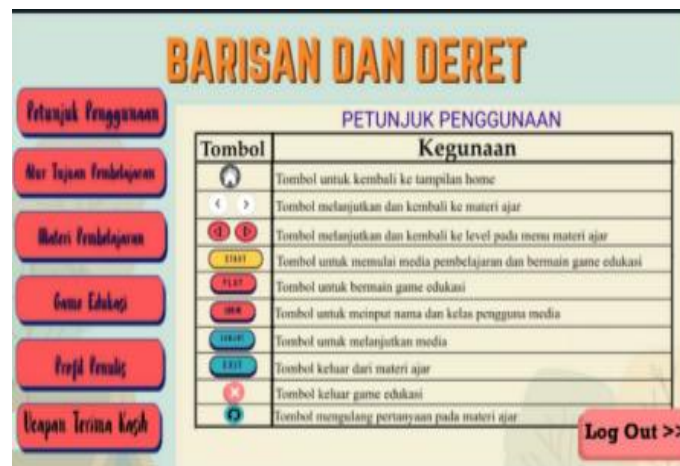 BARISAN DAN DERET
Petunjuk Penggunaan
Alur Tujuan Pembelajaran
Materi Pembelajaran
Game Edukasi
Profil Penulis
Ucapan Terima Kasih
PETUNJUK PENGGUNAAN
Tombol Kegunaan
Tombol untuk kembali ke tampilan home
Tombol melanjutkan dan kembali ke materi ajar
Tombol melanjutkan dan kembali ke level pada menu materi ajar
START Tombol untuk memulai media pembelajaran dan bermain game edukasi
PLAY Tombol untuk bermain game edukasi
Tombol untuk meinput nama dan kelas pengguna media
Tombol untuk melanjutkan media
EXIT Tombol keluar dari materi ajar
Tombol keluar game edukasi
Tombol mengulang pertanyaan pada materi ajar
Log Out >>